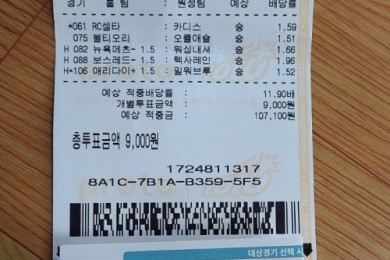 경기 홈 팀 : 원정팀 예상 배당률
*061 RC셀타 : 카디스 승 1.59
075 볼티오리 : 오클애슬 승 1.51
H 082 뉴욕메츠- 1.5 : 워싱내셔 승 1.66
H 088 보스레드- 1.5 : 텍사레인 승 1.96
H*106 애리다이+ 1.5 : 밀워브루 승 1.52
예상 적중배당률 : 11.90배
개별투표금액 : 9,000원
예상 적중금 : 107,100원
총투표금액 9,000원
1724811317
8A1C-7B1A-B359-5F5
대상경기 선택 시